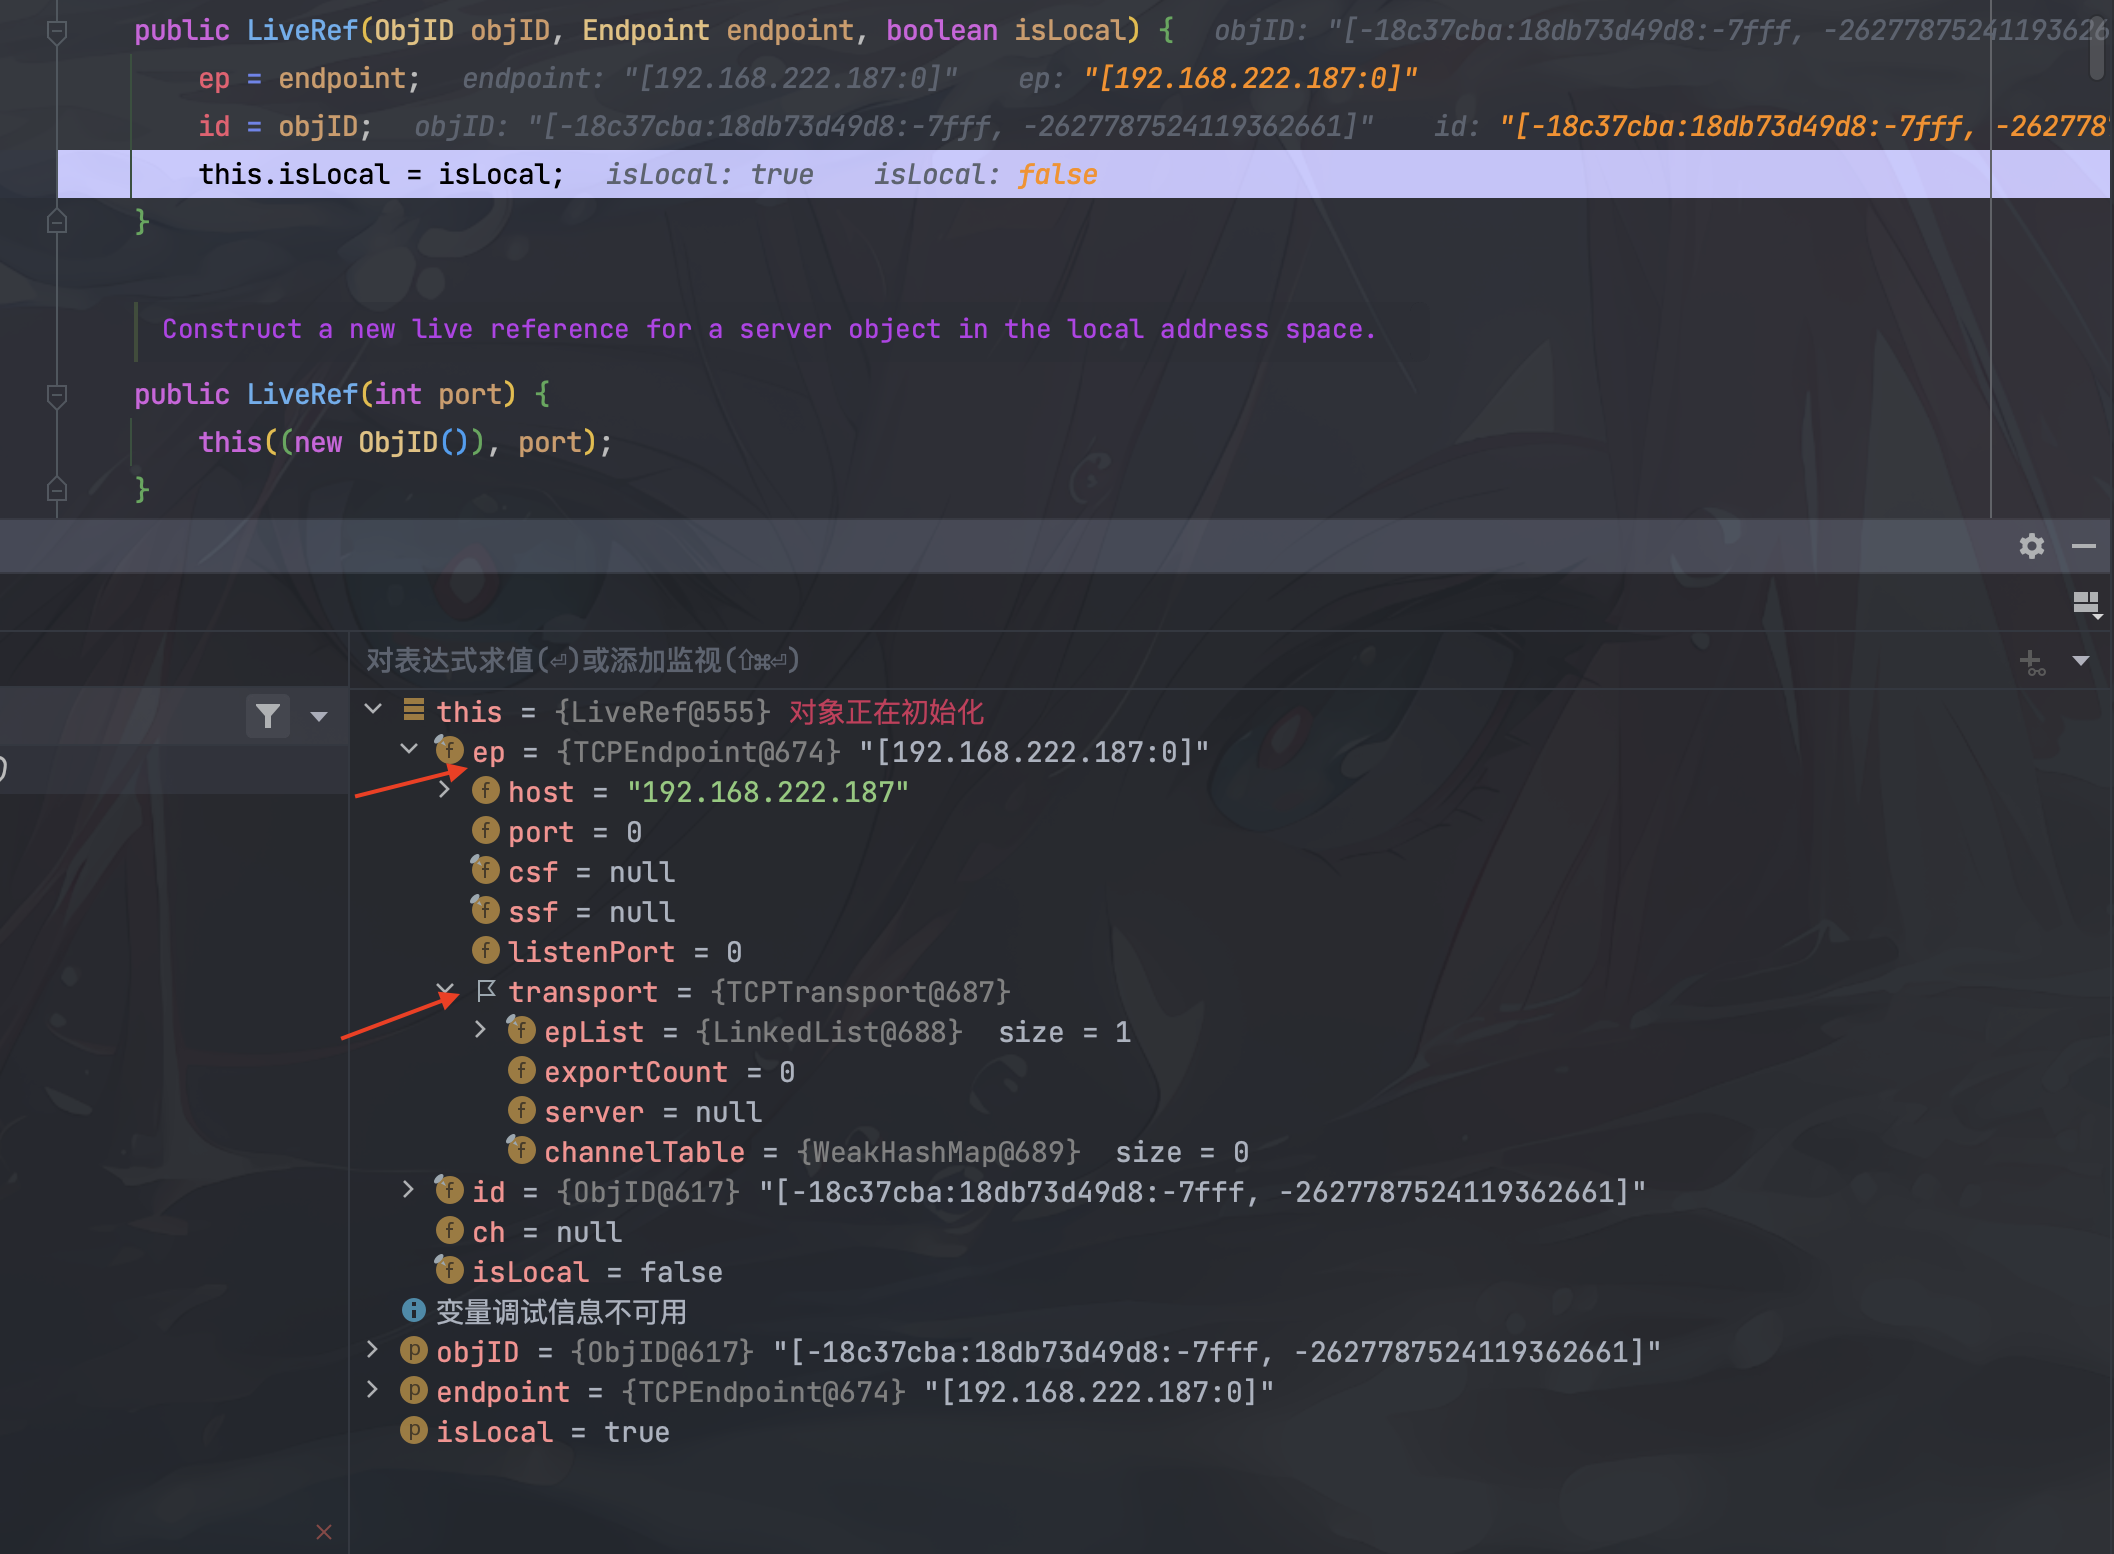 public LiveRef(ObjID objID, Endpoint endpoint, boolean isLocal) {  objID: "[-18c37cba:18db73d49d8:-7fff, -26277875241193626
ep = endpoint;  endpoint: "[192.168.222.187:0]"  ep: "[192.168.222.187:0]"
id = objID;  objID: "[-18c37cba:18db73d49d8:-7fff, -2627787524119362661]"  id: "[-18c37cba:18db73d49d8:-7fff, -262778
this.isLocal = isLocal;  isLocal: true  isLocal: false
}
Construct a new live reference for a server object in the local address space.
public LiveRef(int port) {
this((new ObjID()), port);
}
对表达式求值(⏎)或添加监视(⇧⌘⏎)
this = {LiveRef@555} 对象正在初始化
ep = {TCPEndpoint@674} "[192.168.222.187:0]"
host = "192.168.222.187"
port = 0
csf = null
ssf = null
listenPort = 0
transport = {TCPTransport@687}
epList = {LinkedList@688}  size = 1
exportCount = 0
server = null
channelTable = {WeakHashMap@689}  size = 0
id = {ObjID@617} "[-18c37cba:18db73d49d8:-7fff, -2627787524119362661]"
ch = null
isLocal = false
变量调试信息不可用
objID = {ObjID@617} "[-18c37cba:18db73d49d8:-7fff, -2627787524119362661]"
endpoint = {TCPEndpoint@674} "[192.168.222.187:0]"
isLocal = true